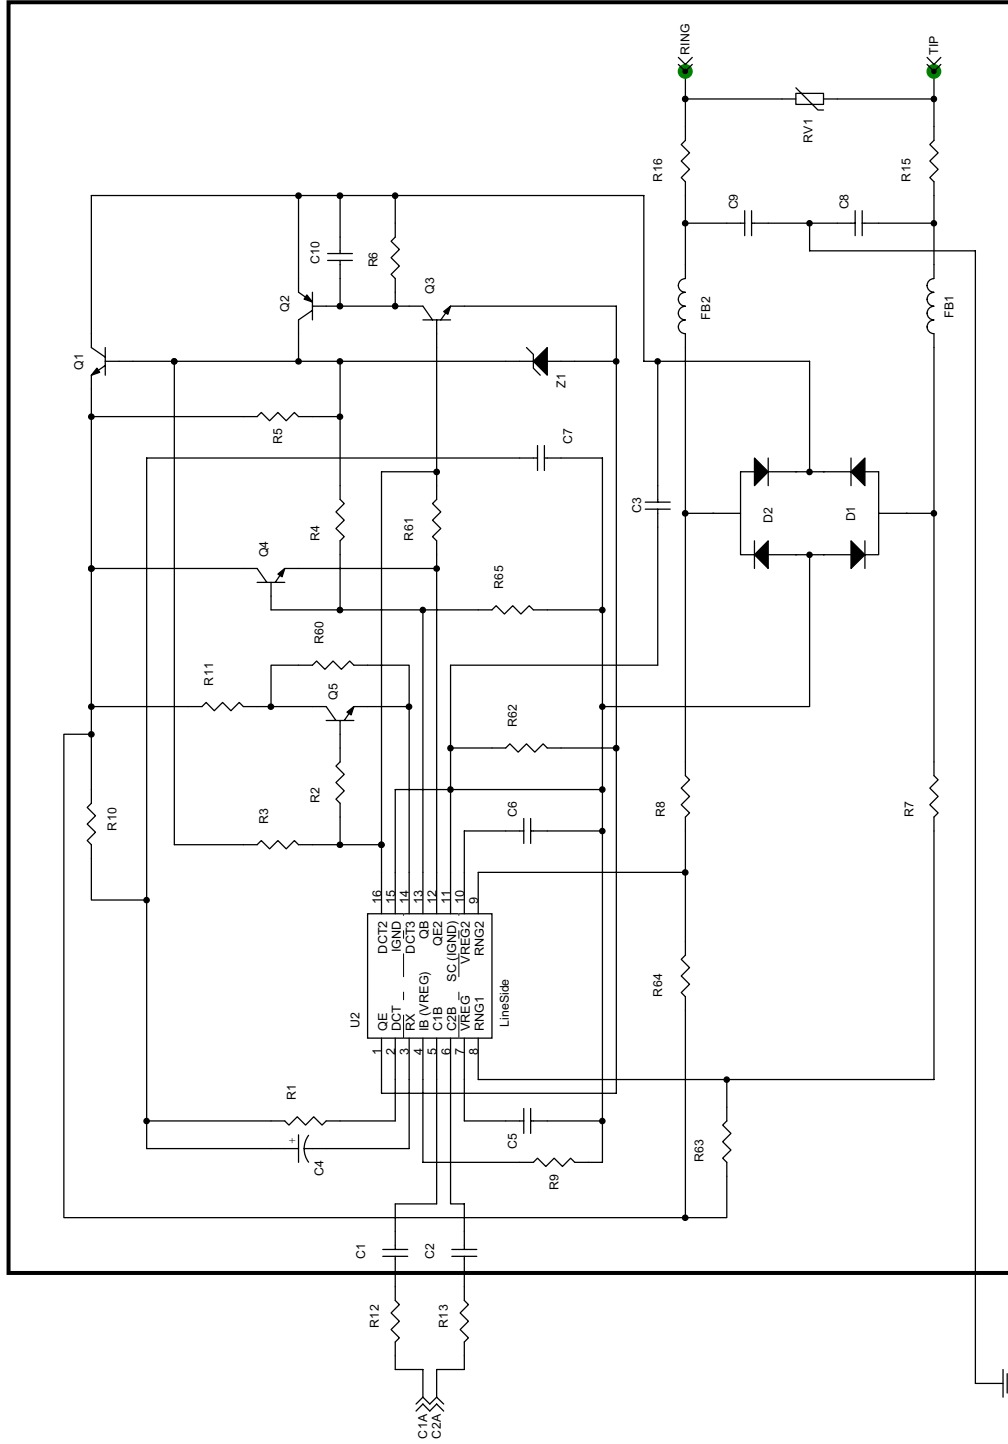 RING
TIP
RV1
R16
R15
C9
C8
C10
R6
Q2
Q3
FB2
FB1
Q1
Z1
R5
C7
C3
D2
D1
R4
R61
Q4
R65
R60
R11
Q5
R62
R2
R3
R10
C6
R8
R7
16
15
14
13
12
11
10
9
DCT2
IGND
DCT3
QB
QE2
SC (IGND)
VREG2
RNG2
U2
QE
DCT
RX
IB (VREG)
C1B
C2B
VREG
RNG1
LineSide
1
2
3
4
5
6
7
8
R64
R1
C4
C5
R9
R63
C1
C2
R12
R13
C1A
C2A